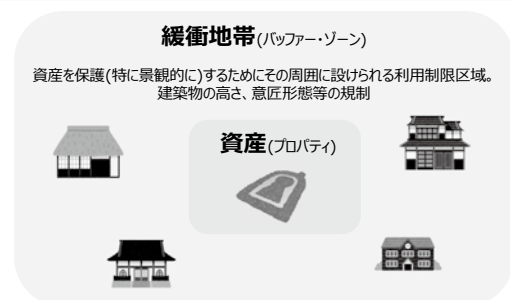 緩衝地帯(バッファー・ゾーン)
資産を保護(特に景観的に)するためにその周囲に設けられる利用制限区域。
建築物の高さ、意匠形態等の規制
資産(プロパティ)